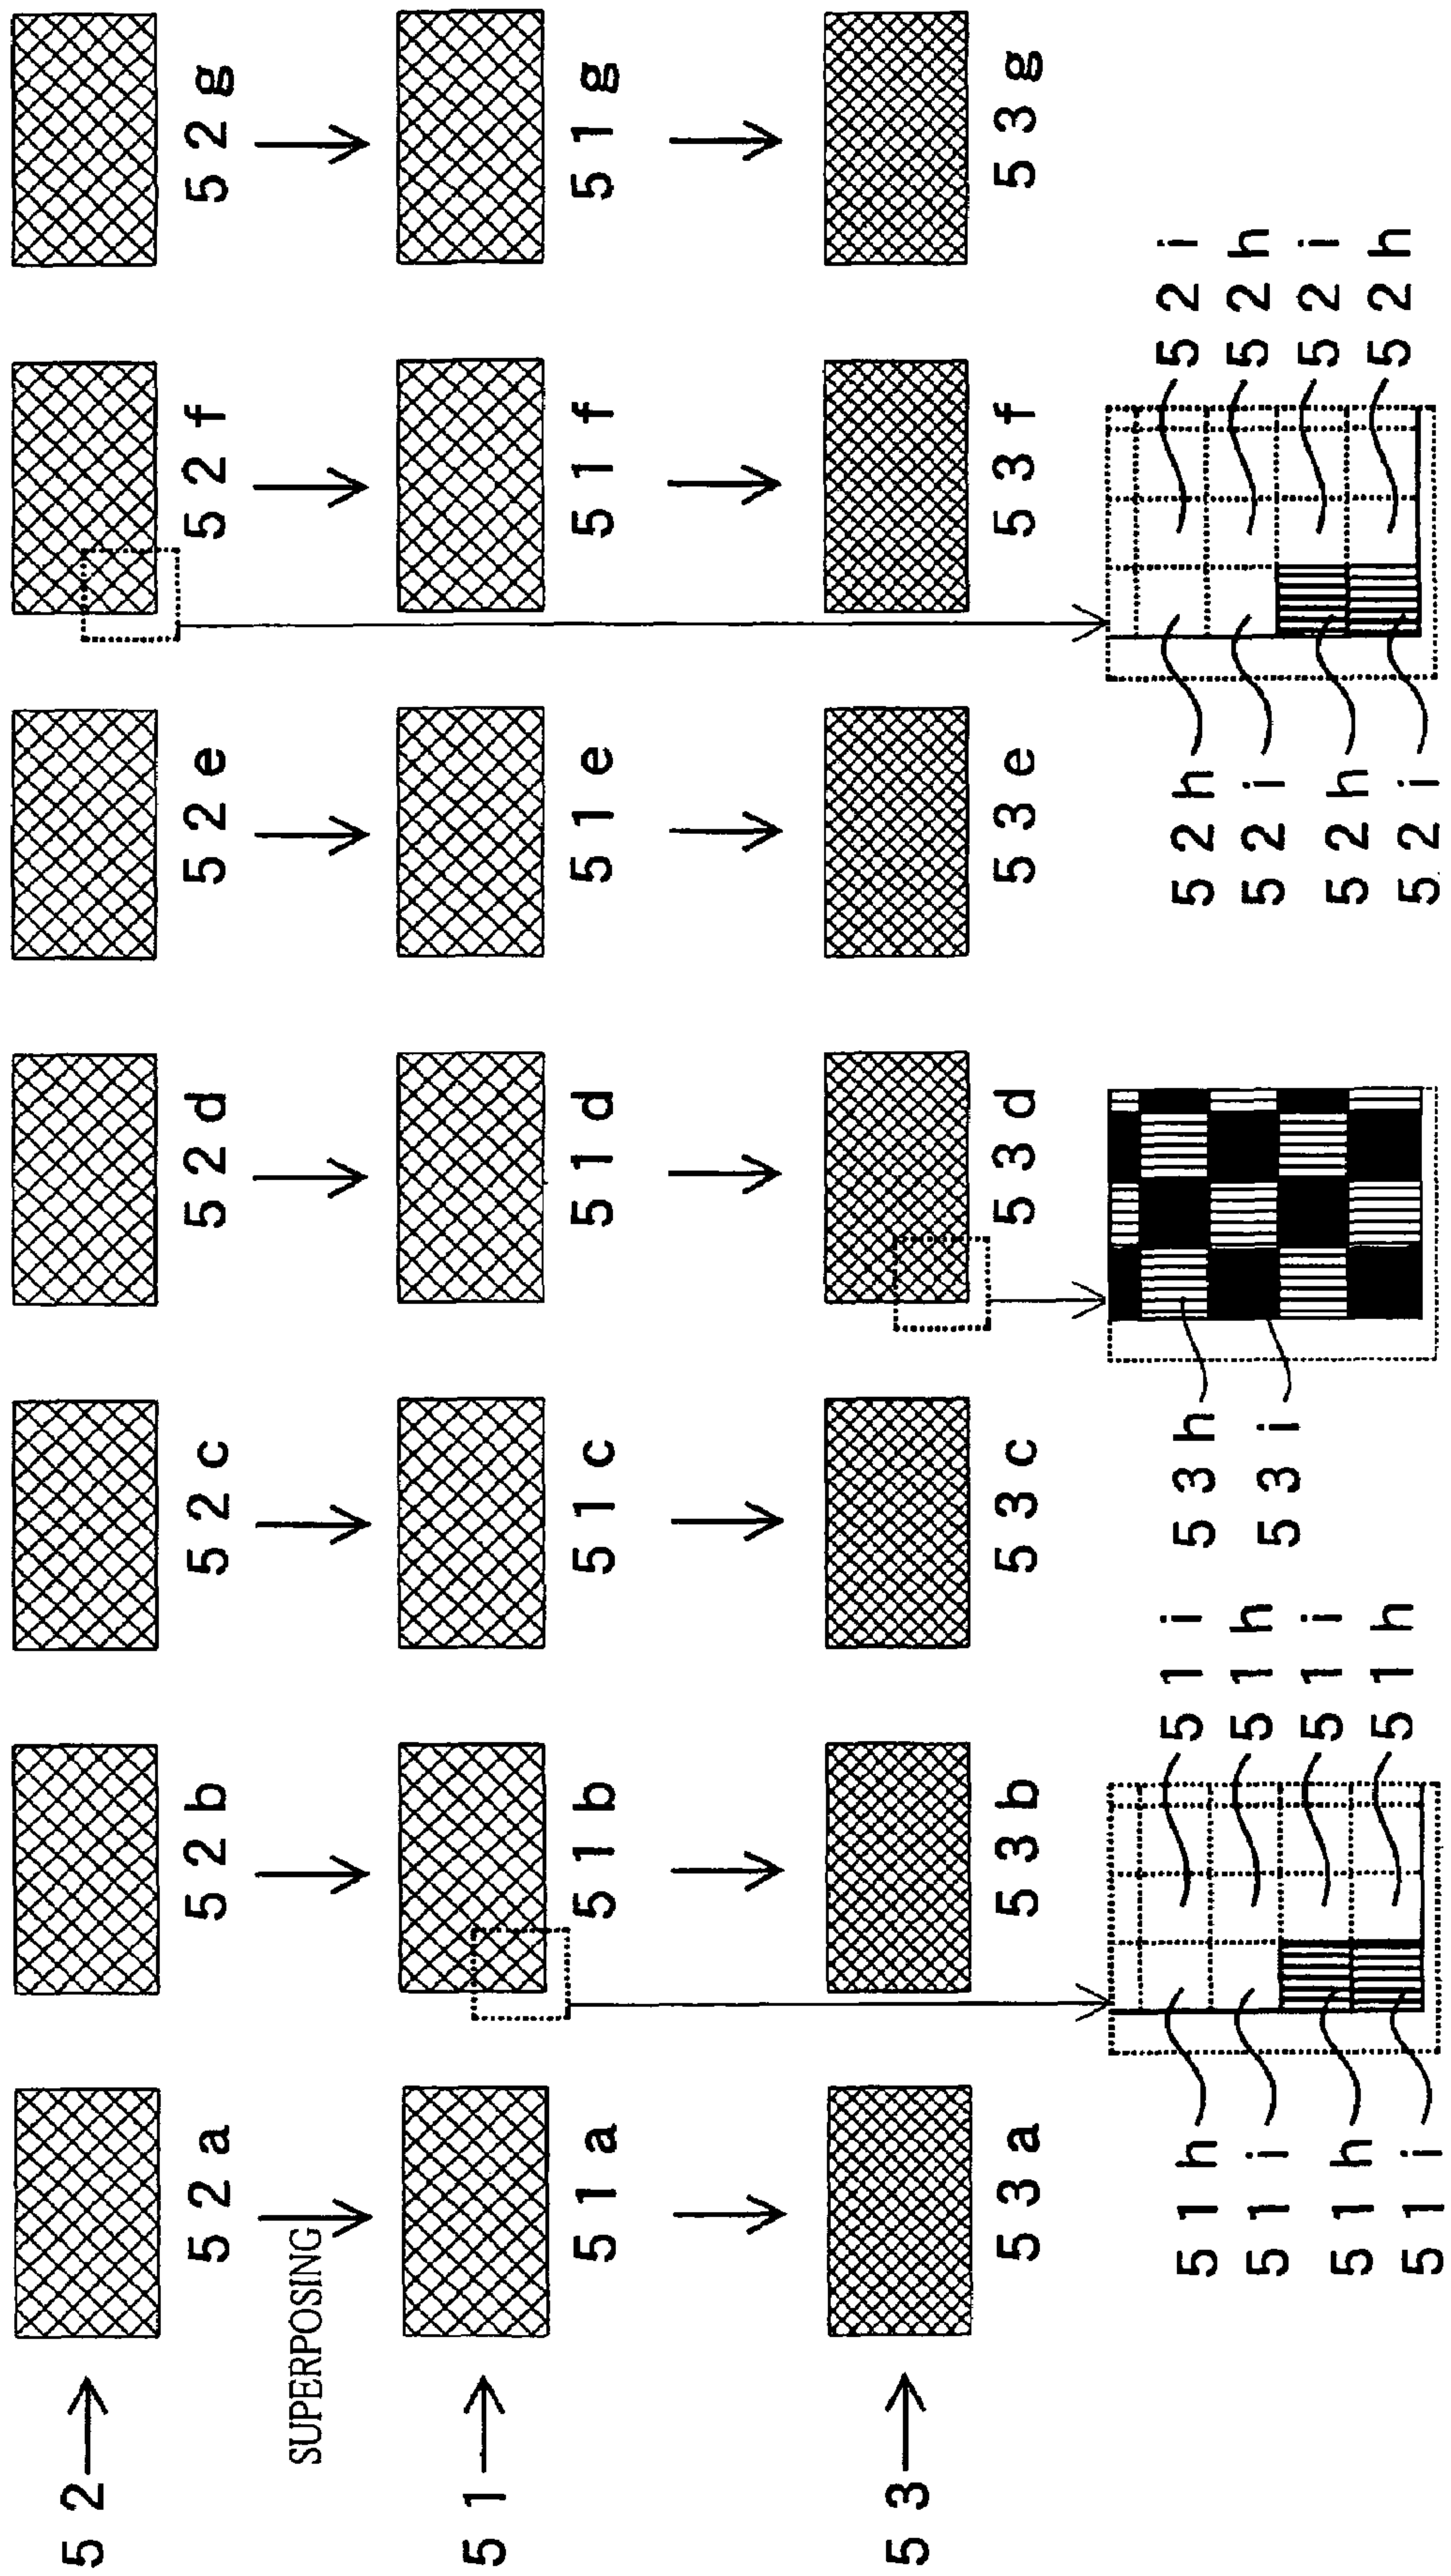 52
52a 52b 52c 52d 52e 52f 52g
SUPERPOSING
51
51a 51b 51c 51d 51e 51f 51g
53
53a 53b 53c 53d 53e 53f 53g
51h 51i
51i 51h
51h 51i
51i 51h
53h
53i
52h 52i
52i 52h
52h 52i
52i 52h